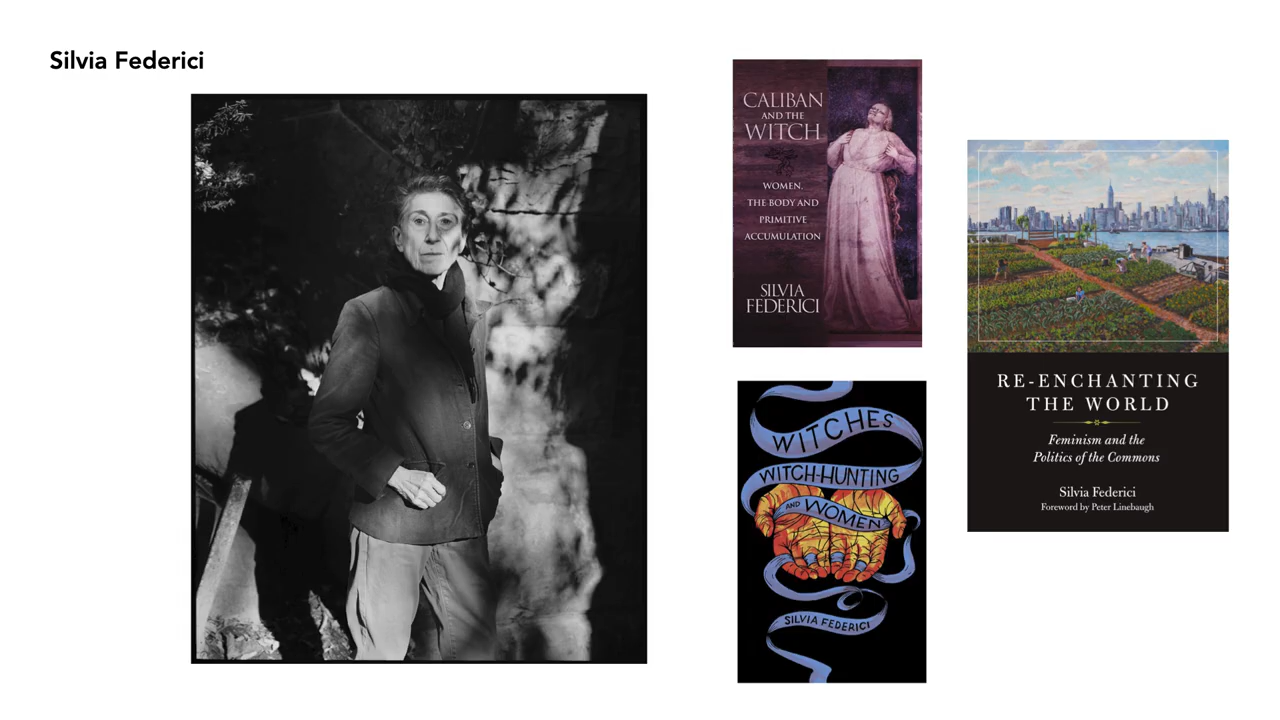 Silvia Federici
CALIBAN
AND THE
WITCH
WOMEN,
THE BODY AND
PRIMITIVE
ACCUMULATION
SILVIA
FEDERICI
WITCHES
WITCH-HUNTING
AND WOMEN
SILVIA FEDERICI
RE-ENCHANTING
THE WORLD
Feminism and the
Politics of the Commons
Silvia Federici
Foreword by Peter Linebaugh